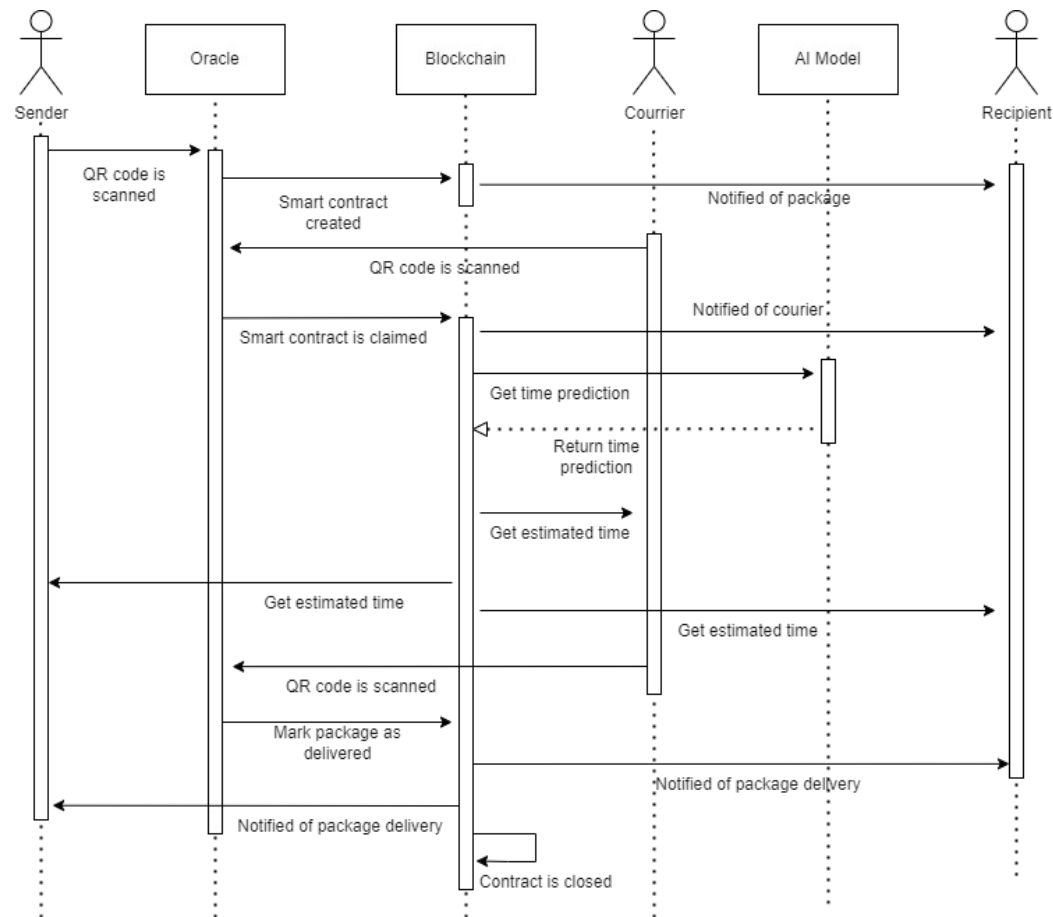 Oracle
Blockchain
AI Model
Sender
Courrier
Recipient
QR code is
scanned
Smart contract
created
Notified of package
QR code is scanned
Notified of courier
Smart contract is claimed
Get time prediction
Return time
prediction
Get estimated time
Get estimated time
Get estimated time
QR code is scanned
Mark package as
delivered
Notified of package delivery
Notified of package delivery
Contract is closed